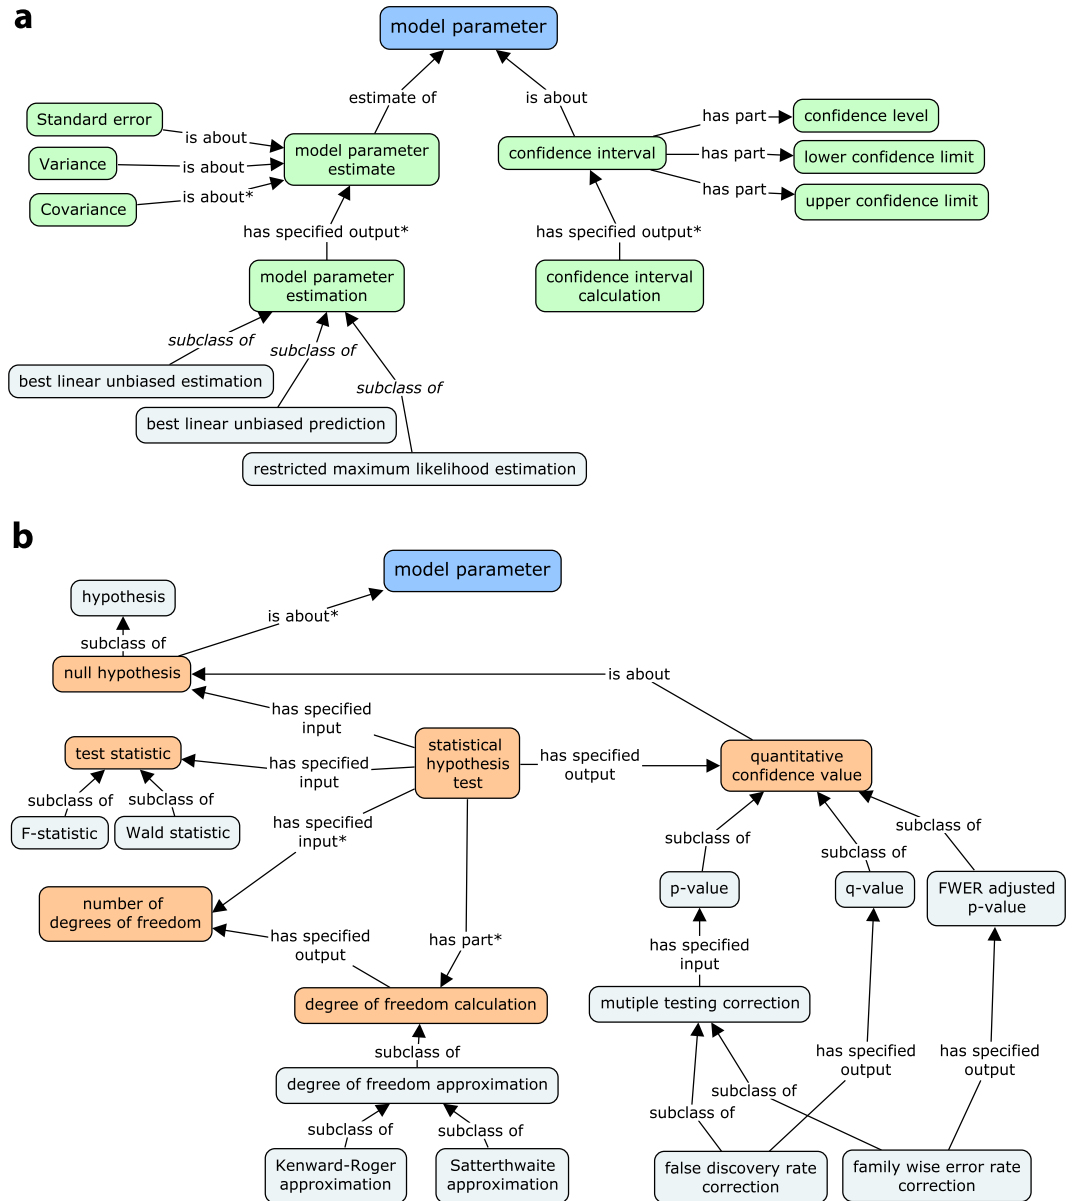 a
model parameter
estimate of
is about
Standard error
is about
Variance
is about
Covariance
is about*
model parameter
estimate
confidence interval
has part
confidence level
has part
lower confidence limit
has part
upper confidence limit
has specified output*
has specified output*
model parameter
estimation
confidence interval
calculation
subclass of
subclass of
subclass of
best linear unbiased estimation
best linear unbiased prediction
restricted maximum likelihood estimation
b
model parameter
hypothesis
is about*
subclass of
null hypothesis
is about
has specified
input
test statistic
has specified
input
statistical
hypothesis
test
has specified
output
quantitative
confidence value
subclass of
subclass of
F-statistic
Wald statistic
has specified
input*
subclass of
subclass of
subclass of
number of
degrees of freedom
p-value
q-value
FWER adjusted
p-value
has specified
output
has part*
has specified
input
degree of freedom calculation
mutiple testing correction
subclass of
has specified
output
has specified
output
degree of freedom approximation
subclass of
subclass of
subclass of
subclass of
Kenward-Roger
approximation
Satterthwaite
approximation
false discovery rate
correction
family wise error rate
correction